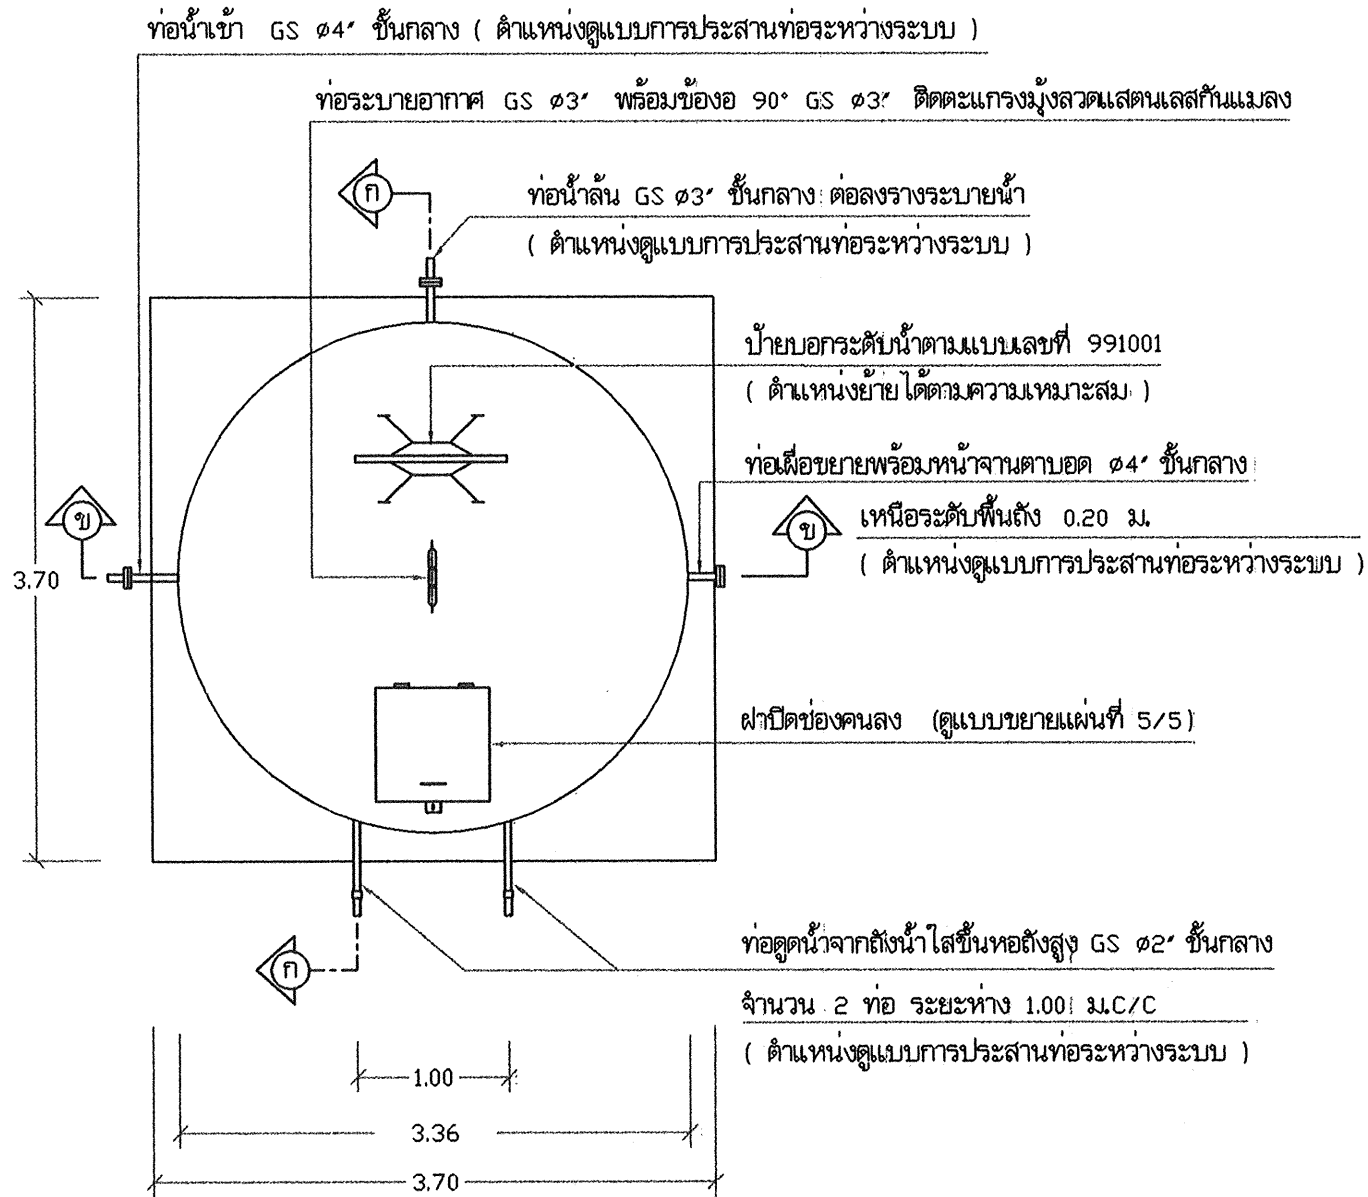 ท่อน้ำเข้า GS ø4" ชั้นกลาง ( ตำแหน่งดูแบบการประสานท่อระหว่างระบบ )
ท่อระบายอากาศ GS ø3" พร้อมข้องอ 90° GS ø3" ติดตะแกรงมุ้งลวดแสตนเลสกันแมลง
ก
ท่อน้ำล้น GS ø3" ชั้นกลาง ต่อลงรางระบายน้ำ
( ตำแหน่งดูแบบการประสานท่อระหว่างระบบ )
ป้ายบอกระดับน้ำตามแบบเลขที่ 991001
( ตำแหน่งย้ายได้ตามความเหมาะสม )
ท่อเผื่อขยายพร้อมหน้าจานตาบอด ø4" ชั้นกลาง
เหนือระดับพื้นถัง 0.20 ม.
( ตำแหน่งดูแบบการประสานท่อระหว่างระพบ )
ข
ข
3.70
ฝาปิดช่องคนลง (ดูแบบขยายแผ่นที่ 5/5)
ท่อดูดน้ำจากถังน้ำใสขึ้นหอถังสูง GS ø2" ชั้นกลาง
จำนวน 2 ท่อ ระยะห่าง 1.00 ม.C/C
( ตำแหน่งดูแบบการประสานท่อระหว่างระบบ )
ก
1.00
3.36
3.70